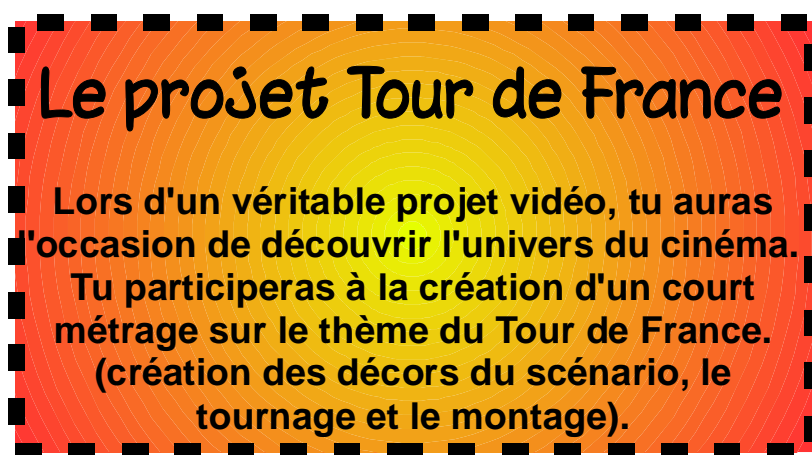 Le projet Tour de France
Lors d'un véritable projet vidéo, tu auras
l'occasion de découvrir l'univers du cinéma.
Tu participeras à la création d'un court
métrage sur le thème du Tour de France.
(création des décors du scénario, le
tournage et le montage).